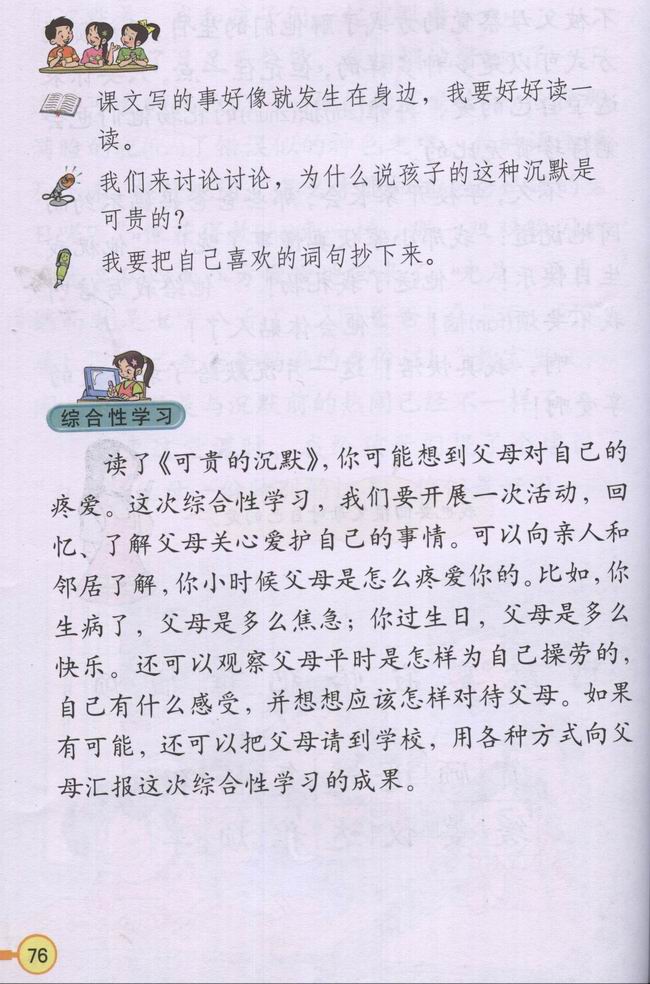 课文写的事好像就发生在身边，我要好好读一
读。
我们来讨论讨论，为什么说孩子的这种沉默是
可贵的？
我要把自己喜欢的词句抄下来。
综合性学习
读了《可贵的沉默》，你可能想到父母对自己的
疼爱。这次综合性学习，我们要开展一次活动，回
忆、了解父母关心爱护自己的事情。可以向亲人和
邻居了解，你小时候父母是怎么疼爱你的。比如，你
生病了，父母是多么焦急；你过生日，父母是多么
快乐。还可以观察父母平时是怎样为自己操劳的，
自己有什么感受，并想想应该怎样对待父母。如果
有可能，还可以把父母请到学校，用各种方式向父
母汇报这次综合性学习的成果。
76